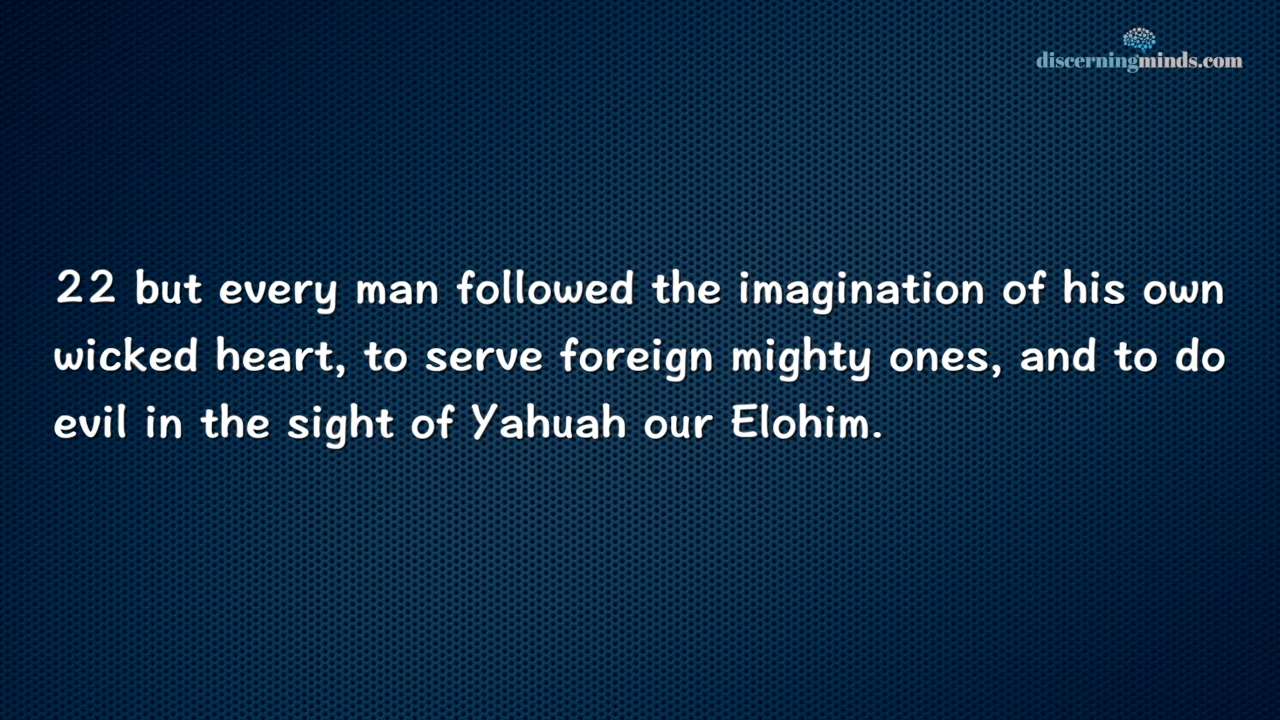 discerningminds.com
22 but every man followed the imagination of his own
wicked heart, to serve foreign mighty ones, and to do
evil in the sight of Yahuah our Elohim.